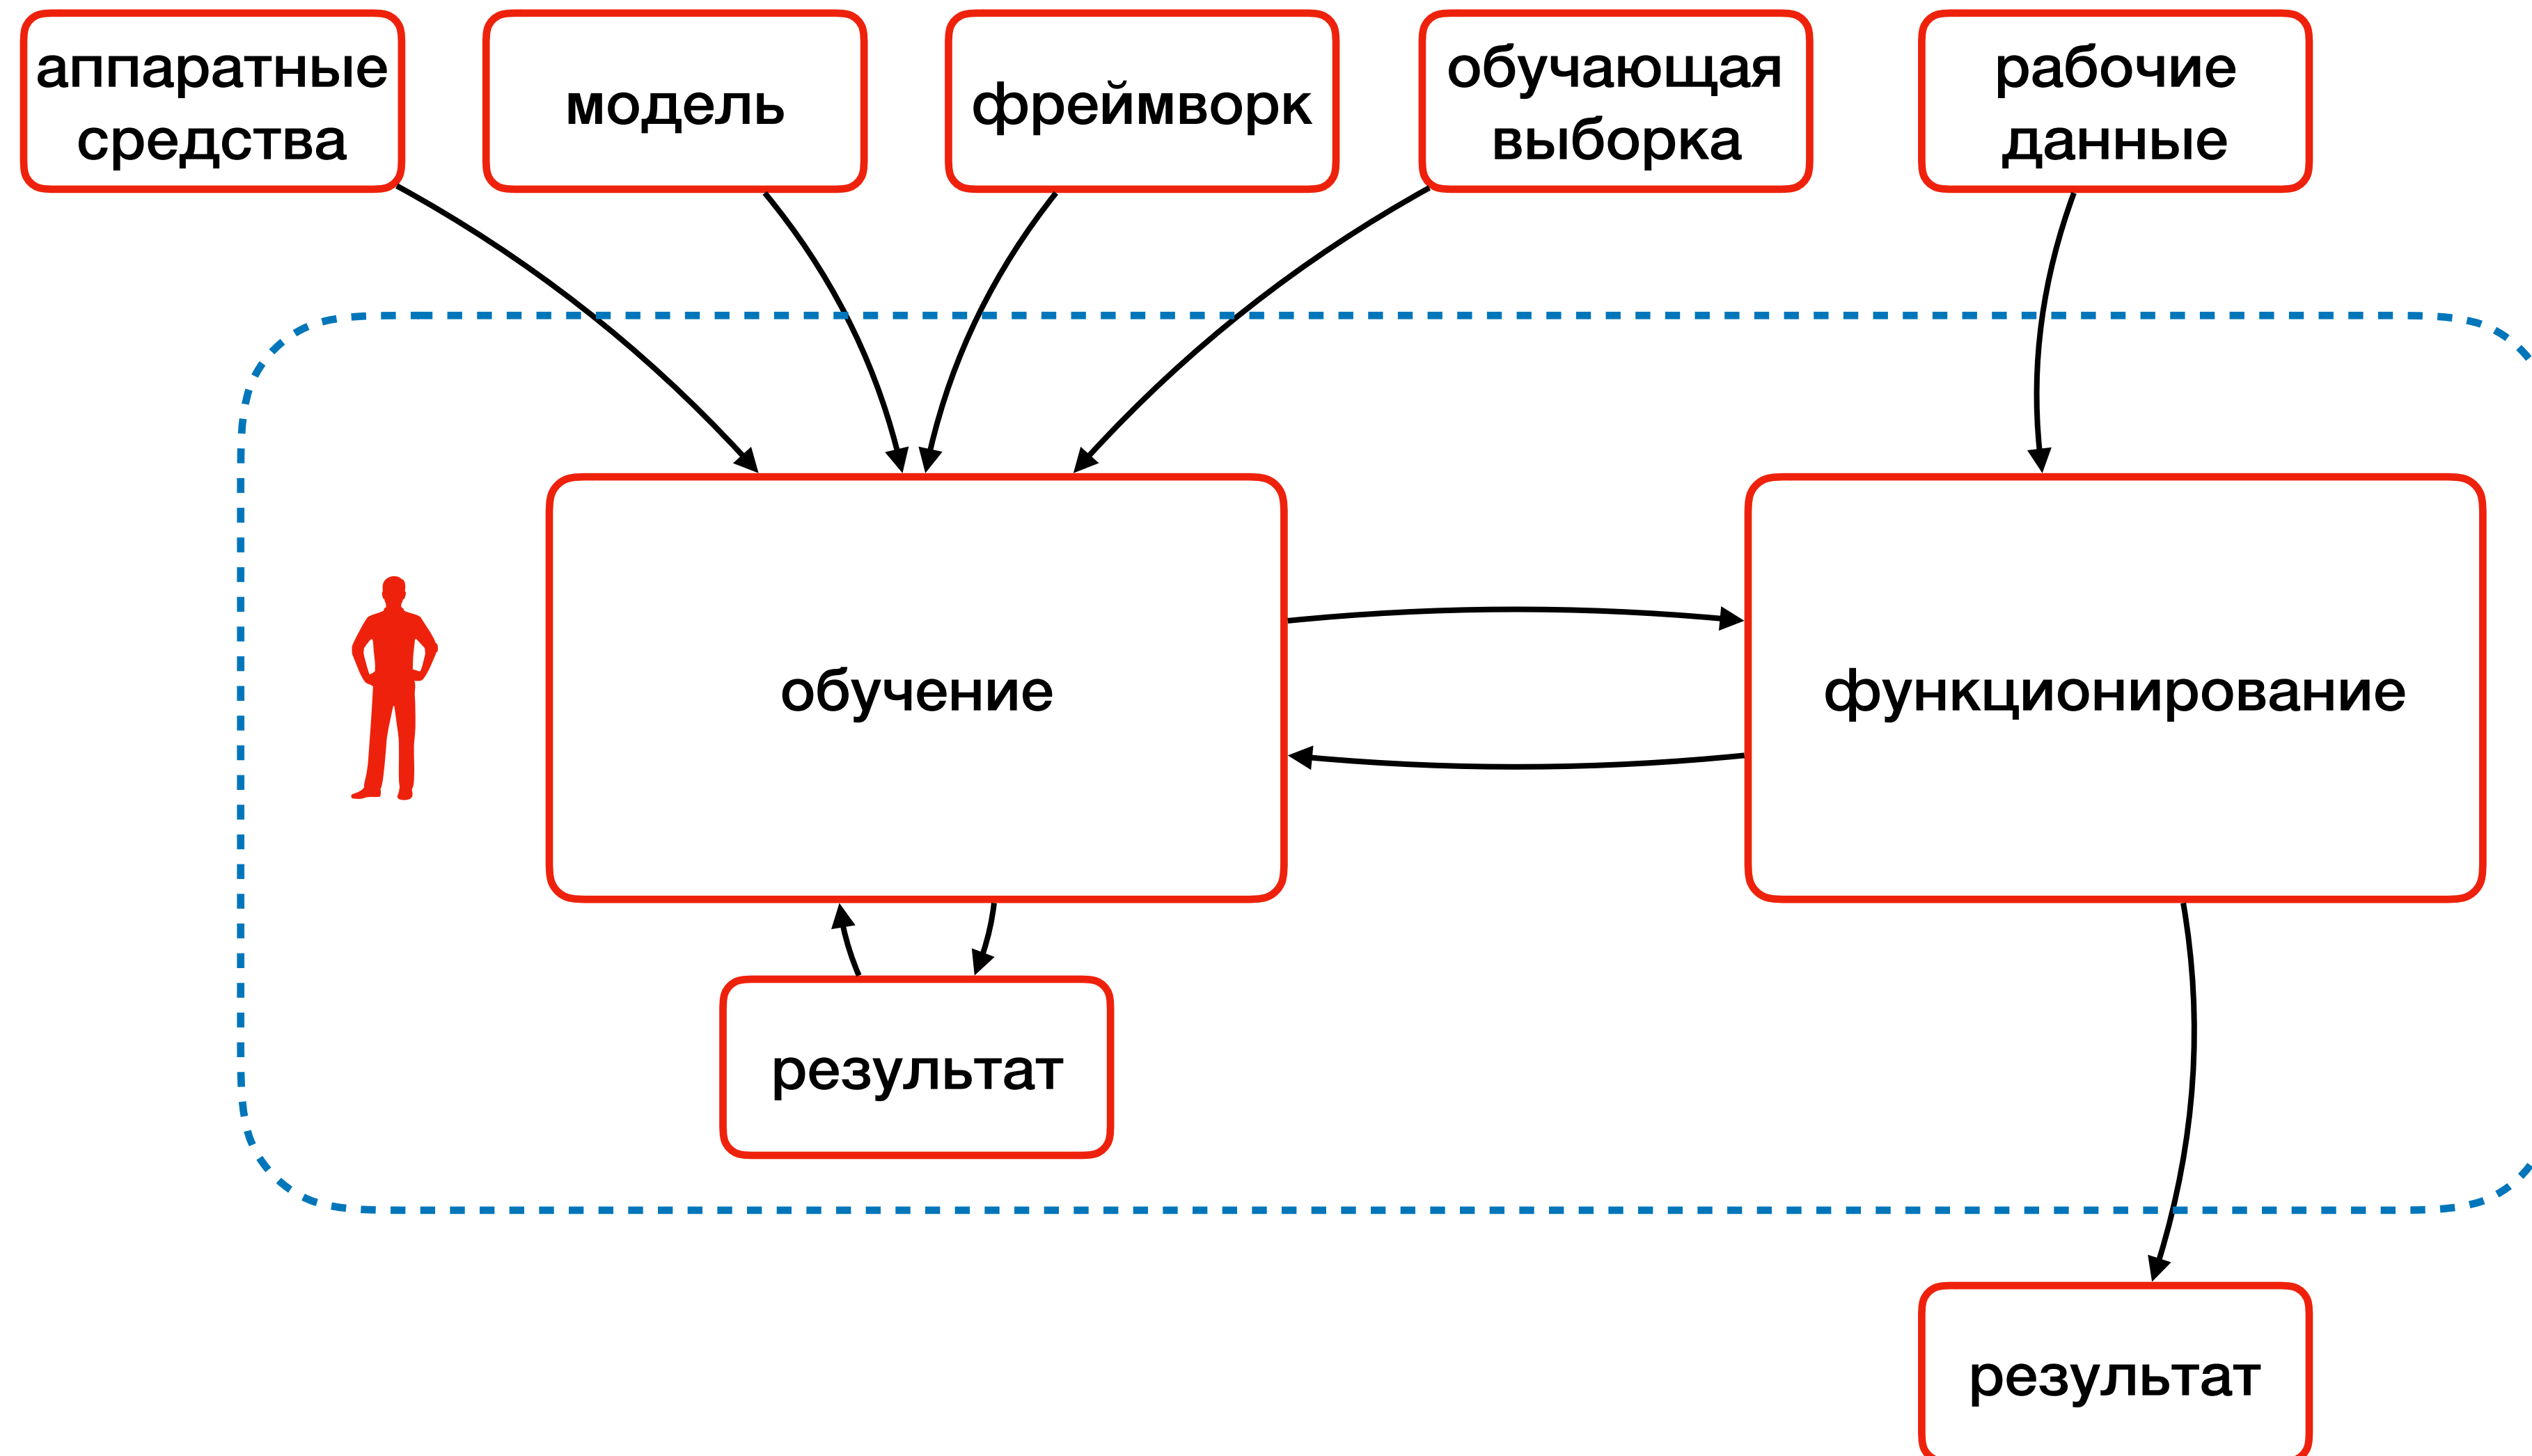 аппаратные
средства
модель
фреймворк
обучающая
выборка
рабочие
данные
обучение
функционирование
результат
результат